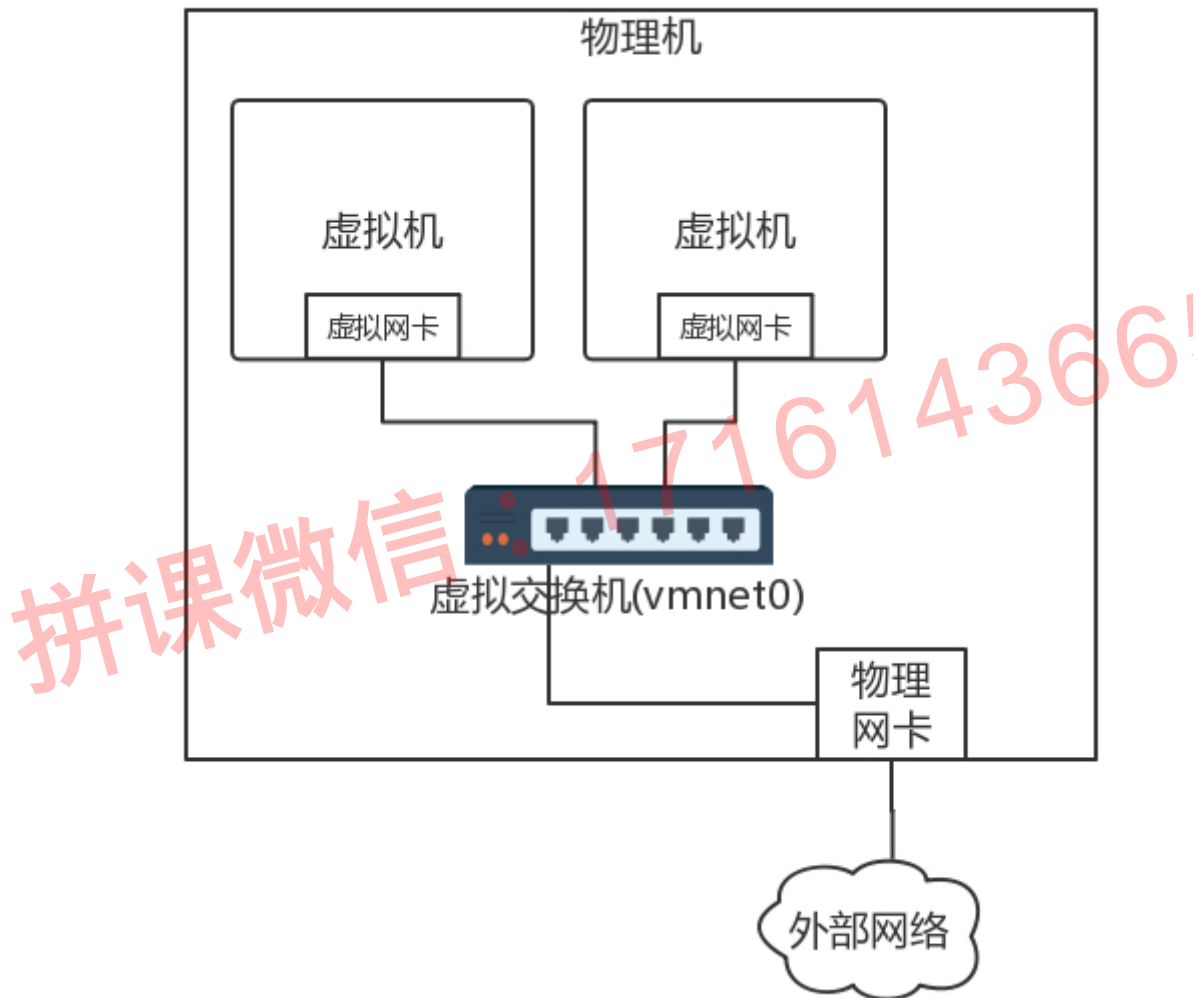 物理机
虚拟机
虚拟机
虚拟网卡
虚拟网卡
拼课微信：1716143665
虚拟交换机(vmnet0)
物理
网卡
外部网络